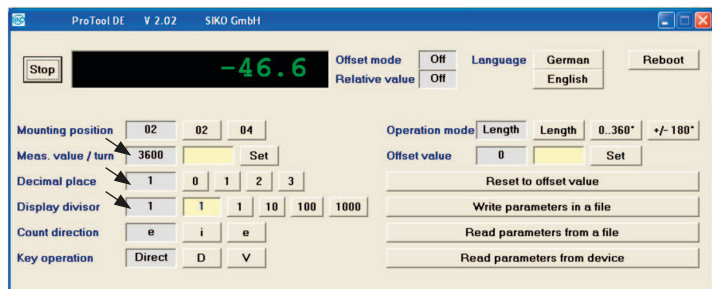 SIKO ProTool DE V 2.02 SIKO GmbH
Stop -46.6 Offset mode Off Language German Reboot
Relative value Off English
Mounting position 02 02 04 Operation mode Length Length 0..360° +/- 180°
Meas. value / turn 3600 Set Offset value 0 Set
Decimal place 1 0 1 2 3 Reset to offset value
Display divisor 1 1 1 10 100 1000 Write parameters in a file
Count direction e i e Read parameters from a file
Key operation Direct D V Read parameters from device